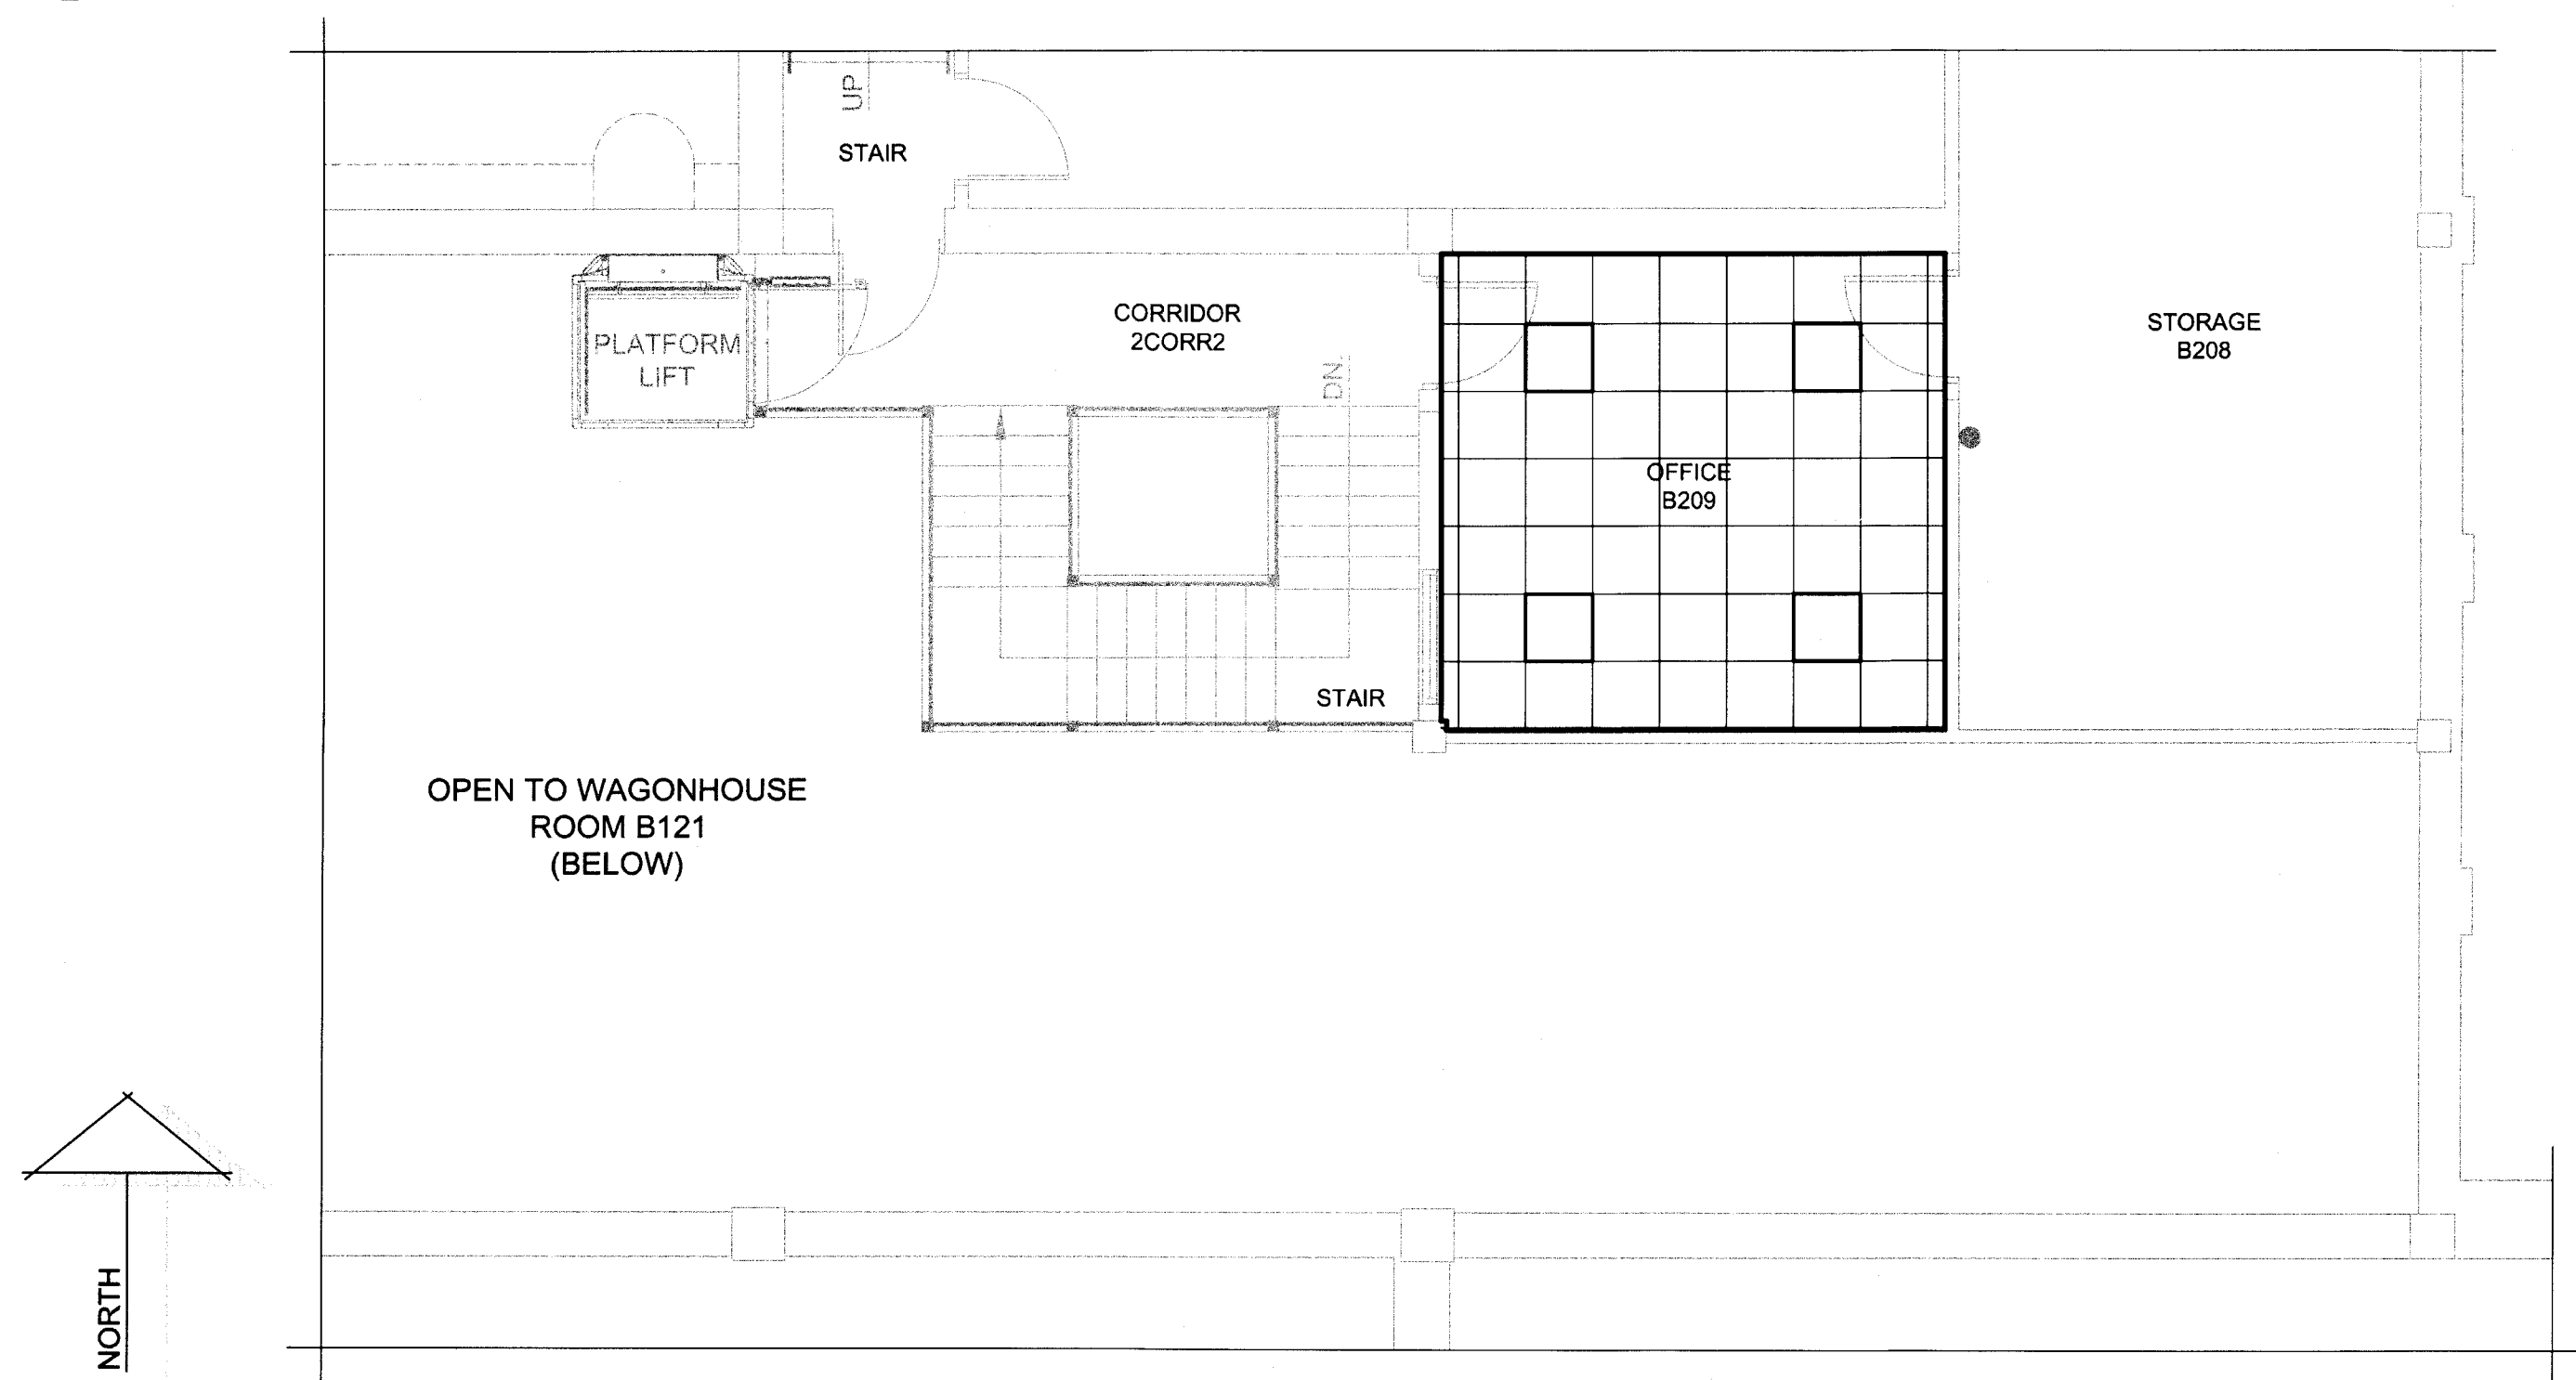 UP
STAIR
CORRIDOR
2CORR2
PLATFORM
LIFT
DN.
STORAGE
B208
OFFICE
B209
STAIR
OPEN TO WAGONHOUSE
ROOM B121
(BELOW)
NORTH